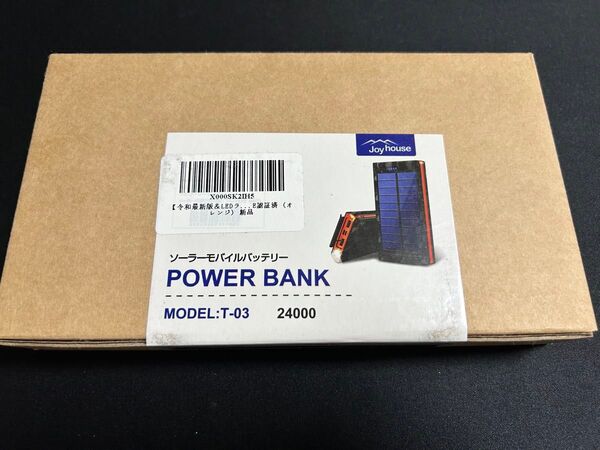 Joyhouse
X000SK2IH5
【令和最新版&LEDラ...E認証済 (オ
レンジ) 新品
ソーラーモバイルバッテリー
POWER BANK
MODEL:T-03 24000